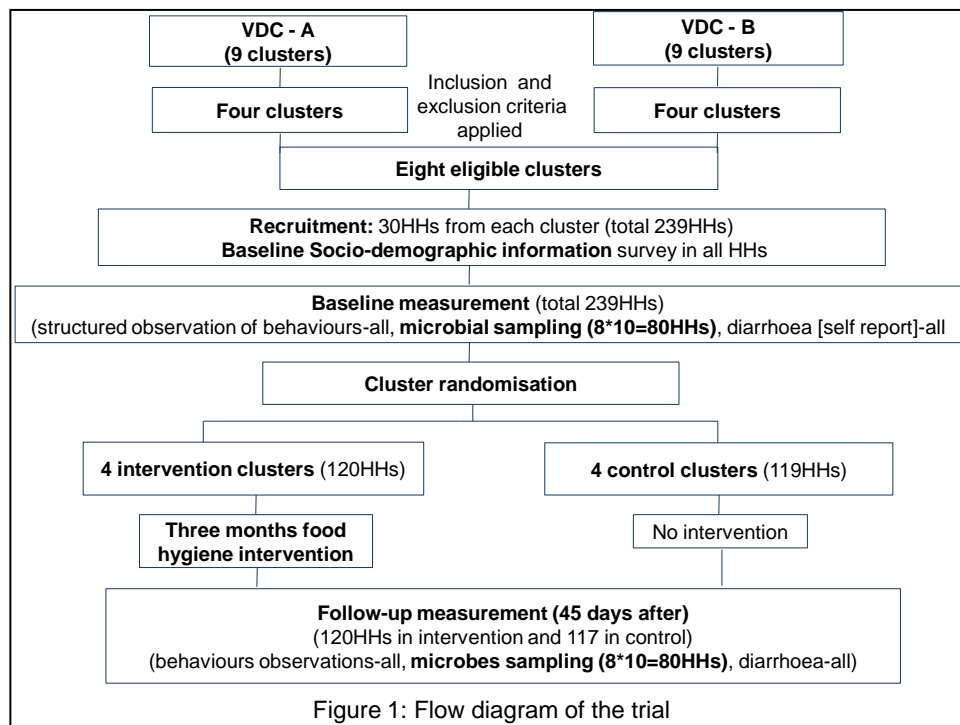 VDC - A
(9 clusters)
VDC - B
(9 clusters)
Four clusters
Inclusion and
exclusion criteria
applied
Four clusters
Eight eligible clusters
Recruitment: 30HHs from each cluster (total 239HHs)
Baseline Socio-demographic information survey in all HHs
Baseline measurement (total 239HHs)
(structured observation of behaviours-all, microbial sampling (8*10=80HHs), diarrhoea [self report]-all
Cluster randomisation
4 intervention clusters (120HHs)
4 control clusters (119HHs)
Three months food
hygiene intervention
No intervention
Follow-up measurement (45 days after)
(120HHs in intervention and 117 in control)
(behaviours observations-all, microbes sampling (8*10=80HHs), diarrhoea-all)
Figure 1: Flow diagram of the trial